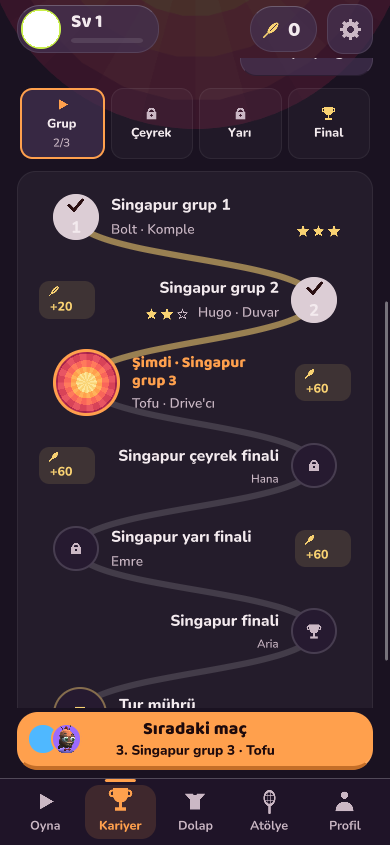 Sv 1
0
Grup
2/3
Çeyrek
Yarı
Final
1
Singapur grup 1
Bolt · Komple
+20
Singapur grup 2
Hugo · Duvar
2
Şimdi · Singapur
grup 3
Tofu · Drive'cı
+60
+60
Singapur çeyrek finali
Hana
Singapur yarı finali
Emre
+60
Singapur finali
Aria
Tur mührü
Sıradaki maç
3. Singapur grup 3 · Tofu
Oyna
Kariyer
Dolap
Atölye
Profil